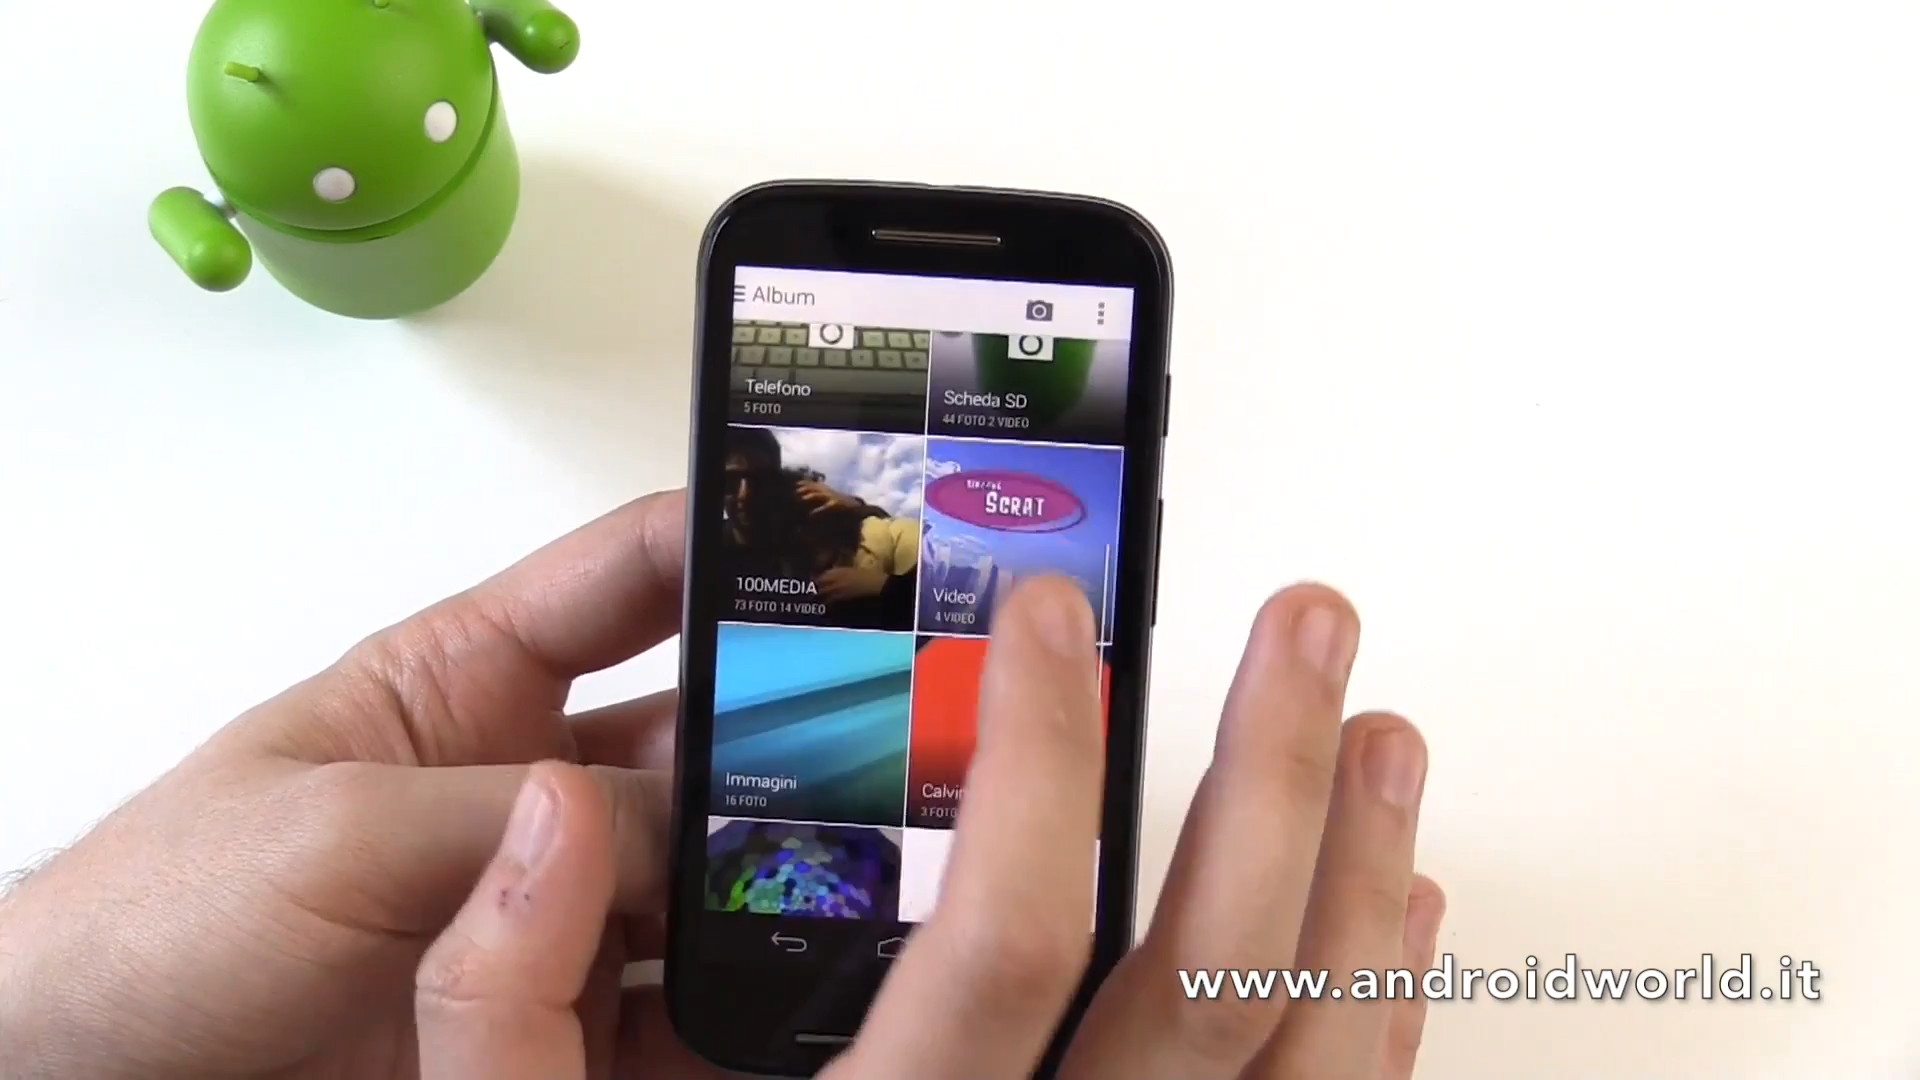 Album
Telefono
5 FOTO
Scheda SD
44 FOTO 2 VIDEO
SCRAT
100MEDIA
73 FOTO 14 VIDEO
Video
4 VIDEO
Immagini
16 FOTO
3 FOTO
www.androidworld.it